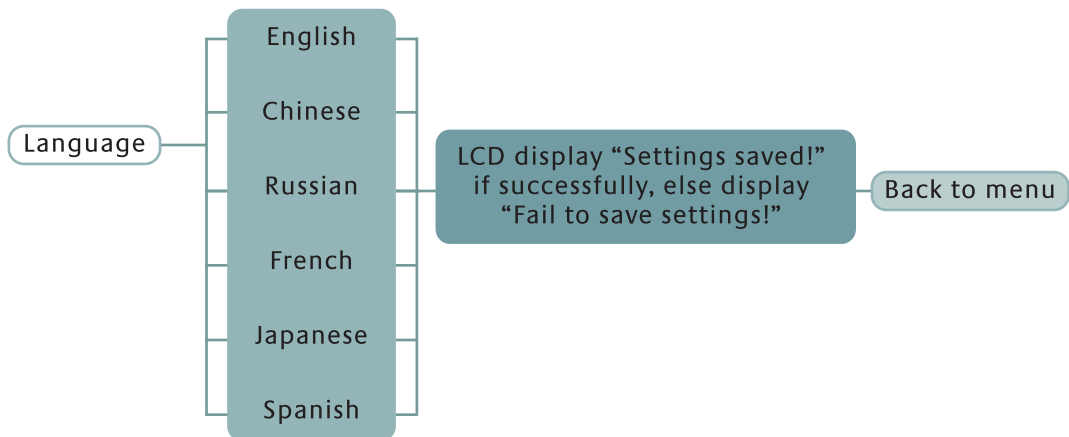 Language
English
Chinese
Russian
French
Japanese
Spanish
LCD display “Settings saved!”
if successfully, else display
“Fail to save settings!”
Back to menu